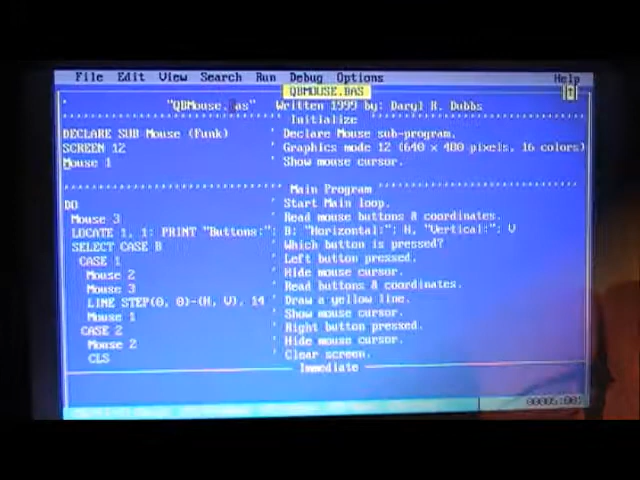 File Edit View Search Run Debug Options Help
QBMOUSE.BAS
' "QBMouse.Bas" Written 1999 by: Daryl R. Dubbs
Initialize
DECLARE SUB Mouse (Funk) ' Declare Mouse sub-program.
SCREEN 12 ' Graphics mode 12 (640 x 480 pixels, 16 colors)
Mouse 1 ' Show mouse cursor.
Main Program
DO ' Start Main loop.
Mouse 3 ' Read mouse buttons & coordinates.
LOCATE 1, 1: PRINT "Buttons:"; B; "Horizontal:"; H, "Vertical:"; V
SELECT CASE B ' Which button is pressed?
CASE 1 ' Left button pressed.
Mouse 2 ' Hide mouse cursor.
Mouse 3 ' Read buttons & coordinates.
LINE STEP(0, 0)-(H, V), 14 ' Draw a yellow line.
Mouse 1 ' Show mouse cursor.
CASE 2 ' Right button pressed.
Mouse 2 ' Hide mouse cursor.
CLS ' Clear screen.
Immediate